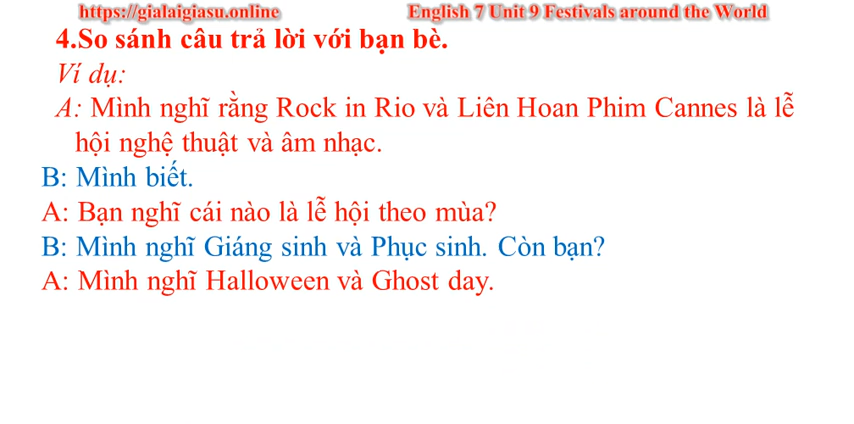 https://gialaigiasu.online English 7 Unit 9 Festivals around the World
4.So sánh câu trả lời với bạn bè.
Ví dụ:
A: Mình nghĩ rằng Rock in Rio và Liên Hoan Phim Cannes là lễ
hội nghệ thuật và âm nhạc.
B: Mình biết.
A: Bạn nghĩ cái nào là lễ hội theo mùa?
B: Mình nghĩ Giáng sinh và Phục sinh. Còn bạn?
A: Mình nghĩ Halloween và Ghost day.